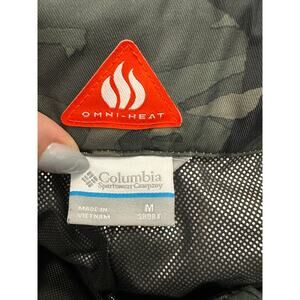 OMNI-HEAT
Columbia
Sportswear Company
MADE IN
VIETNAM
M